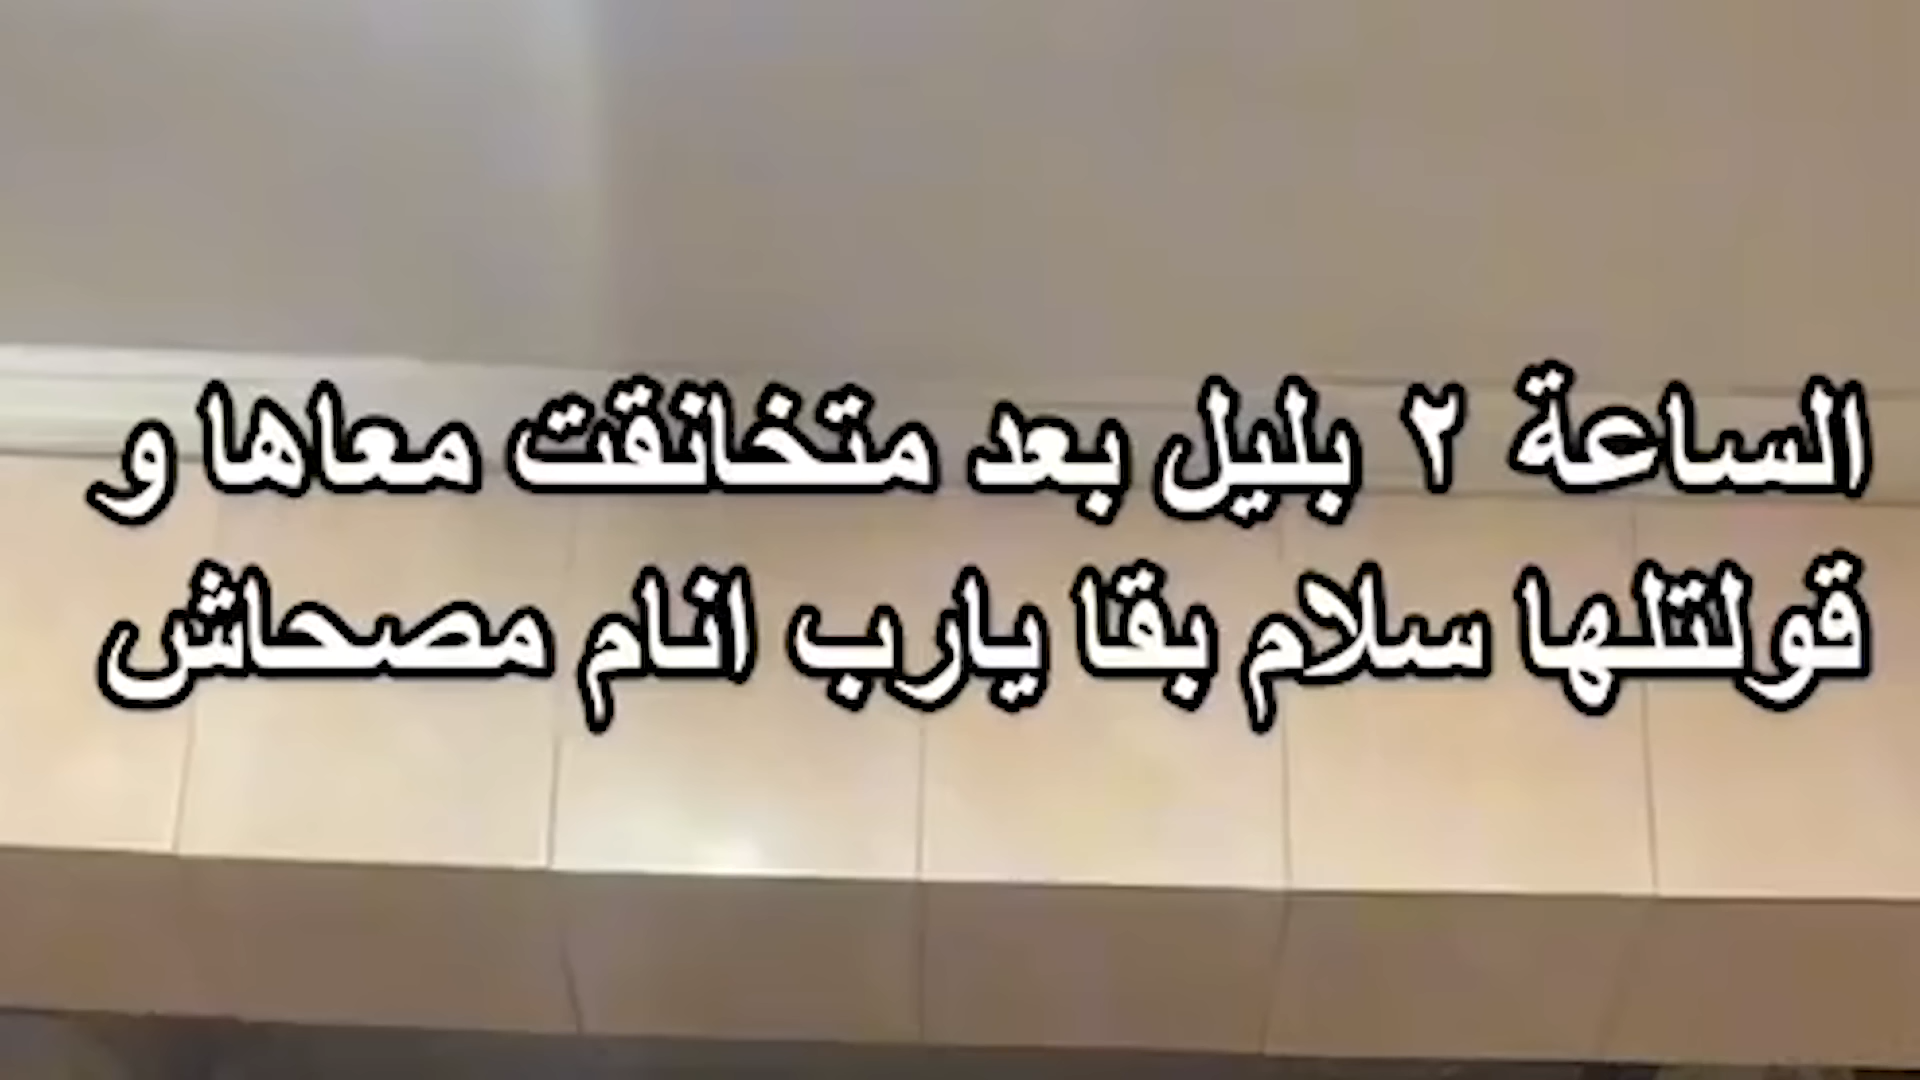 الساعة ٢ بليل بعد متخانقت معاها و
قولتلها سلام بقا يارب انام مصحاش